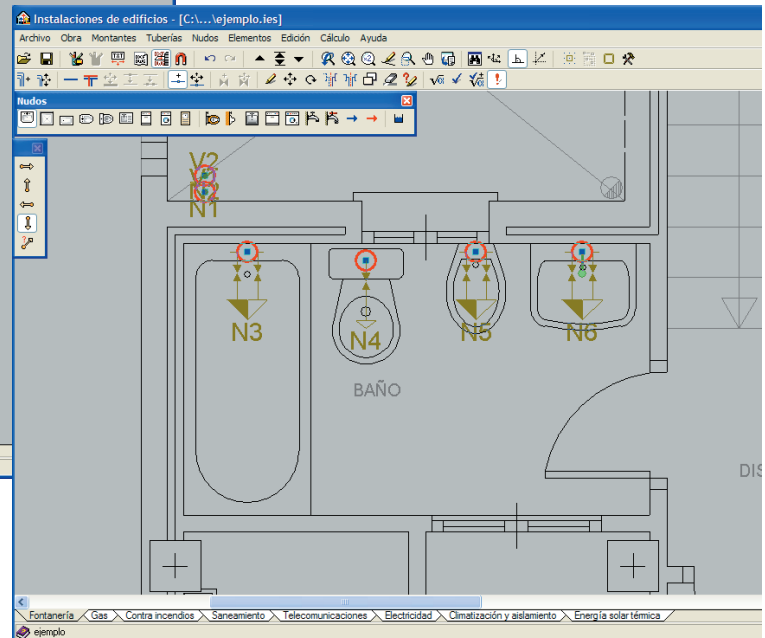 Instalaciones de edificios - [C:\...\ejemplo.ies]
Archivo Obra Montantes Tuberías Nudos Elementos Edición Cálculo Ayuda
Nudos
V2
N1
N3 N4 N5 N6
BAÑO
DIS
Fontanería Gas Contra incendios Saneamiento Telecomunicaciones Electricidad Climatización y aislamiento Energía solar térmica
ejemplo